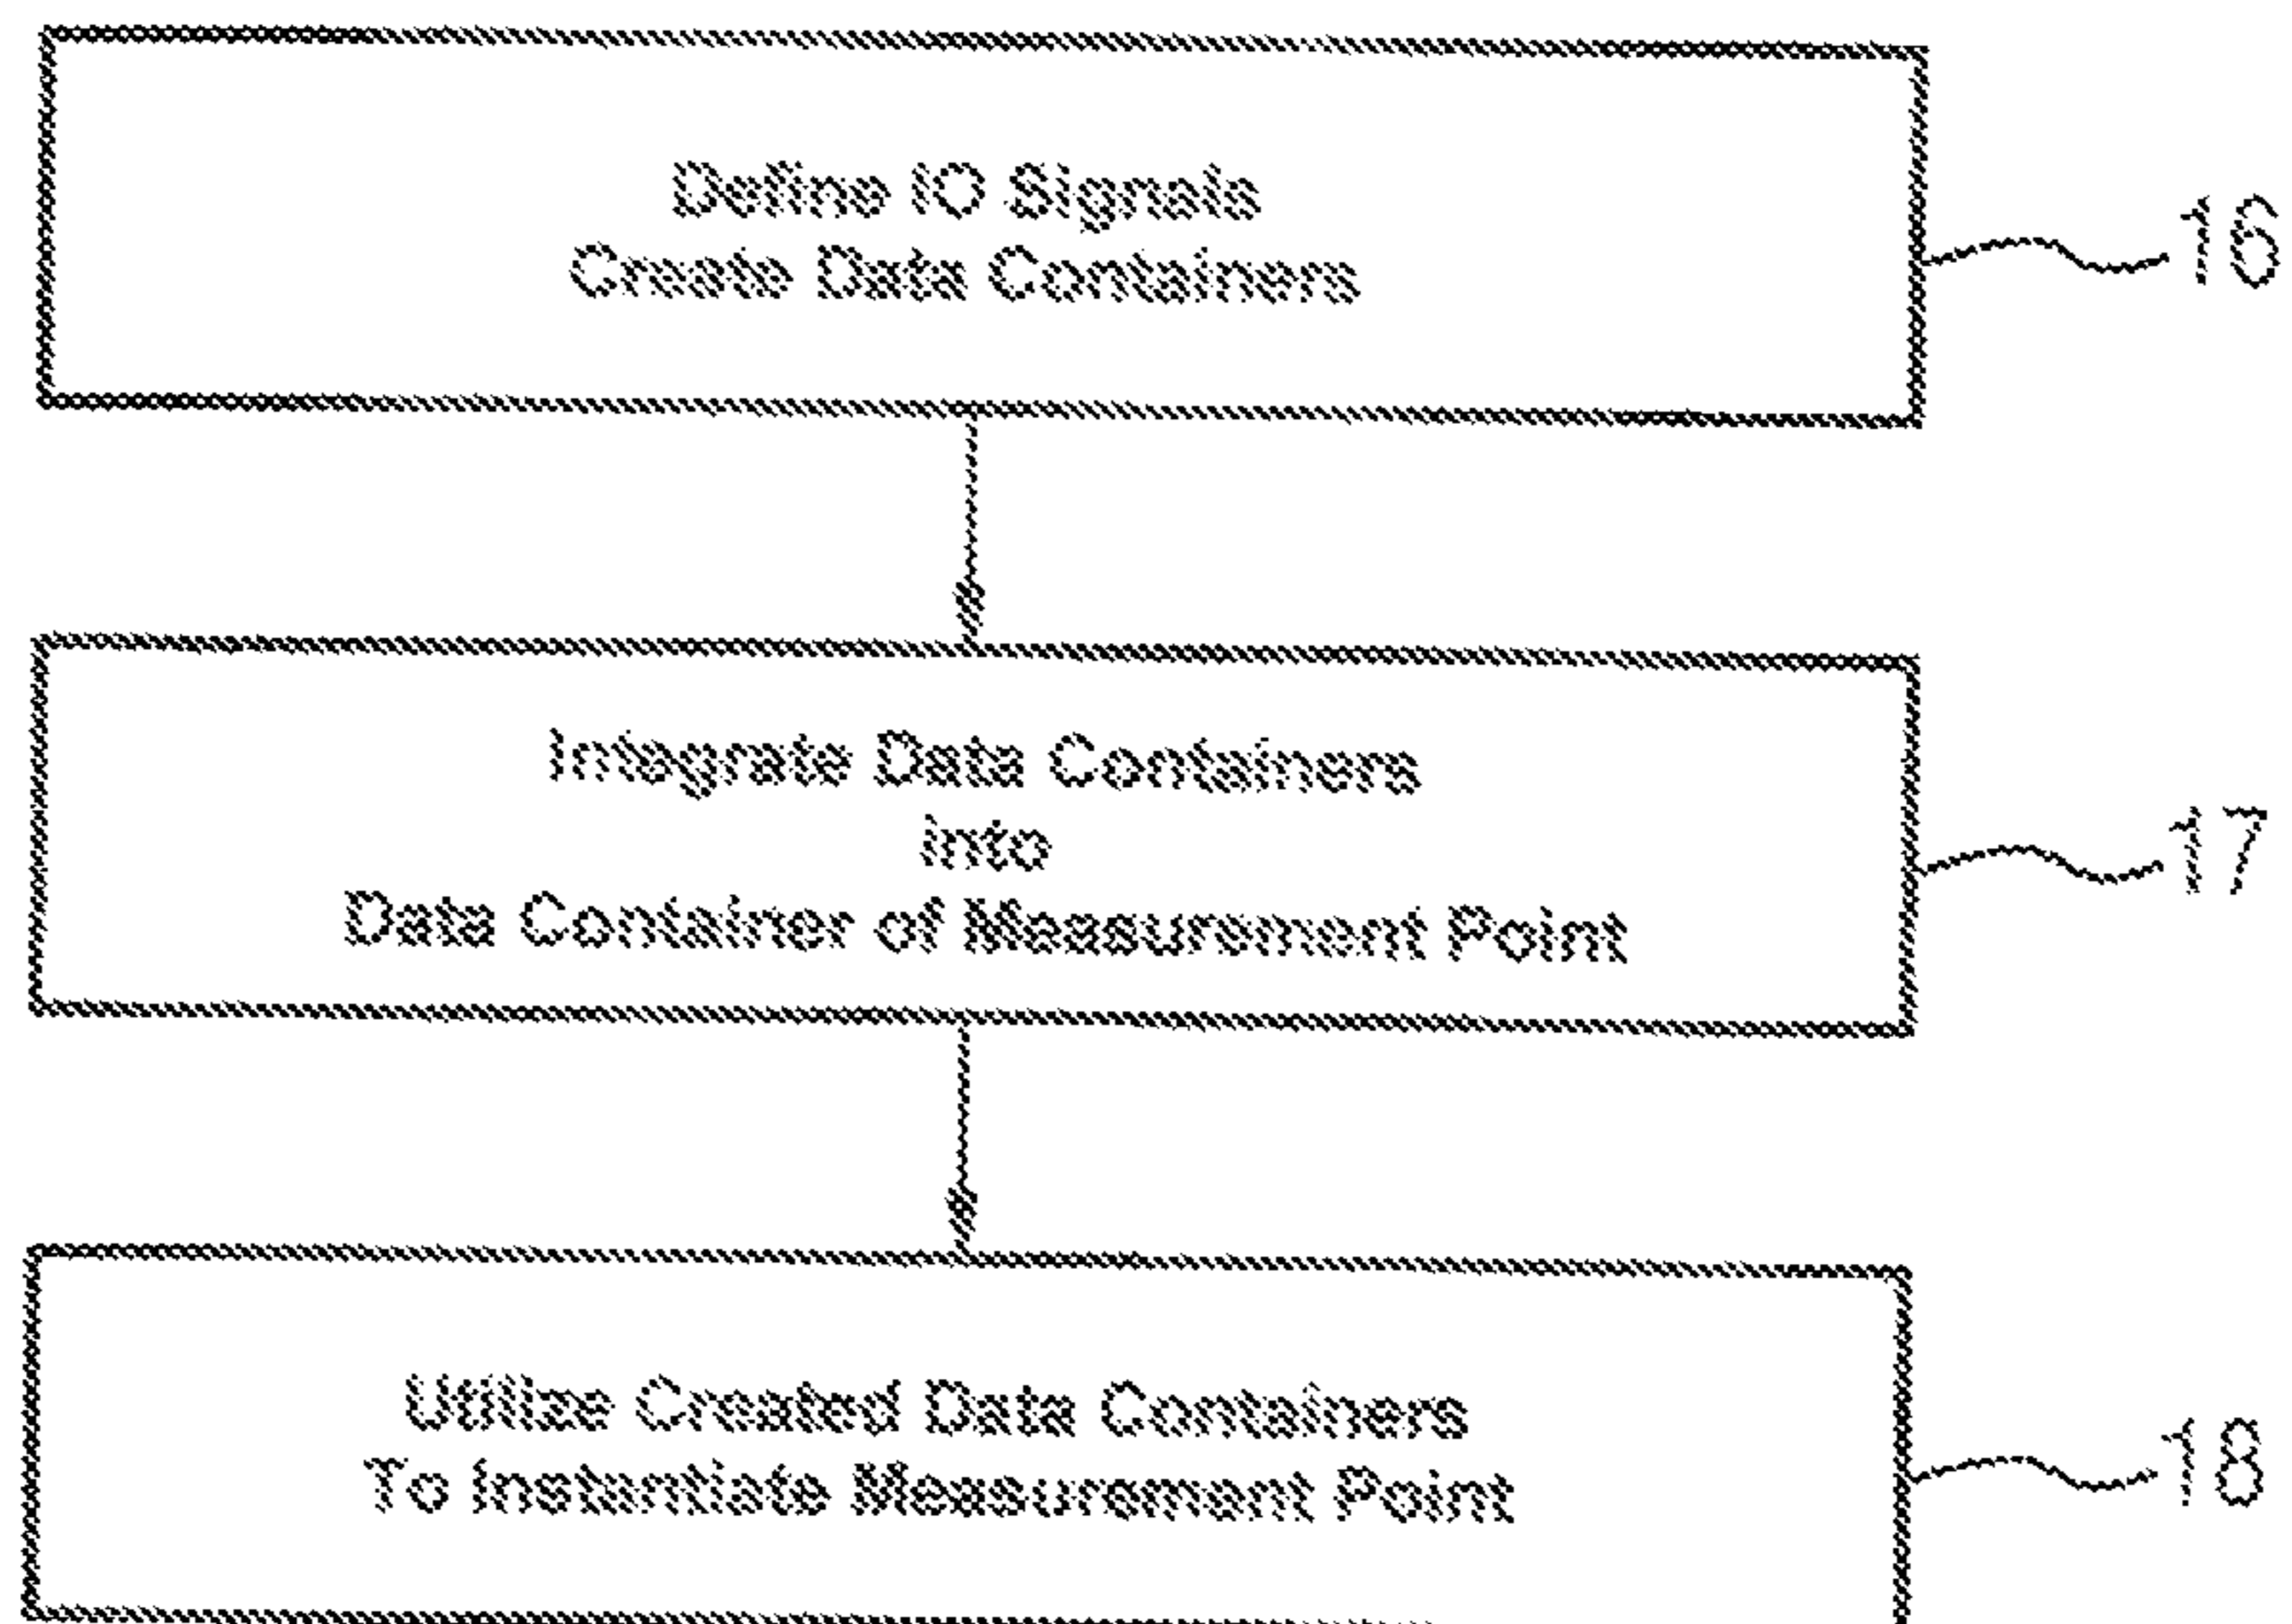 Define IO Signals
Create Data Containers
16
Integrate Data Containers
into
Data Container of Measurement Point
17
Utilize Created Data Containers
To Instantiate Measurement Point
18